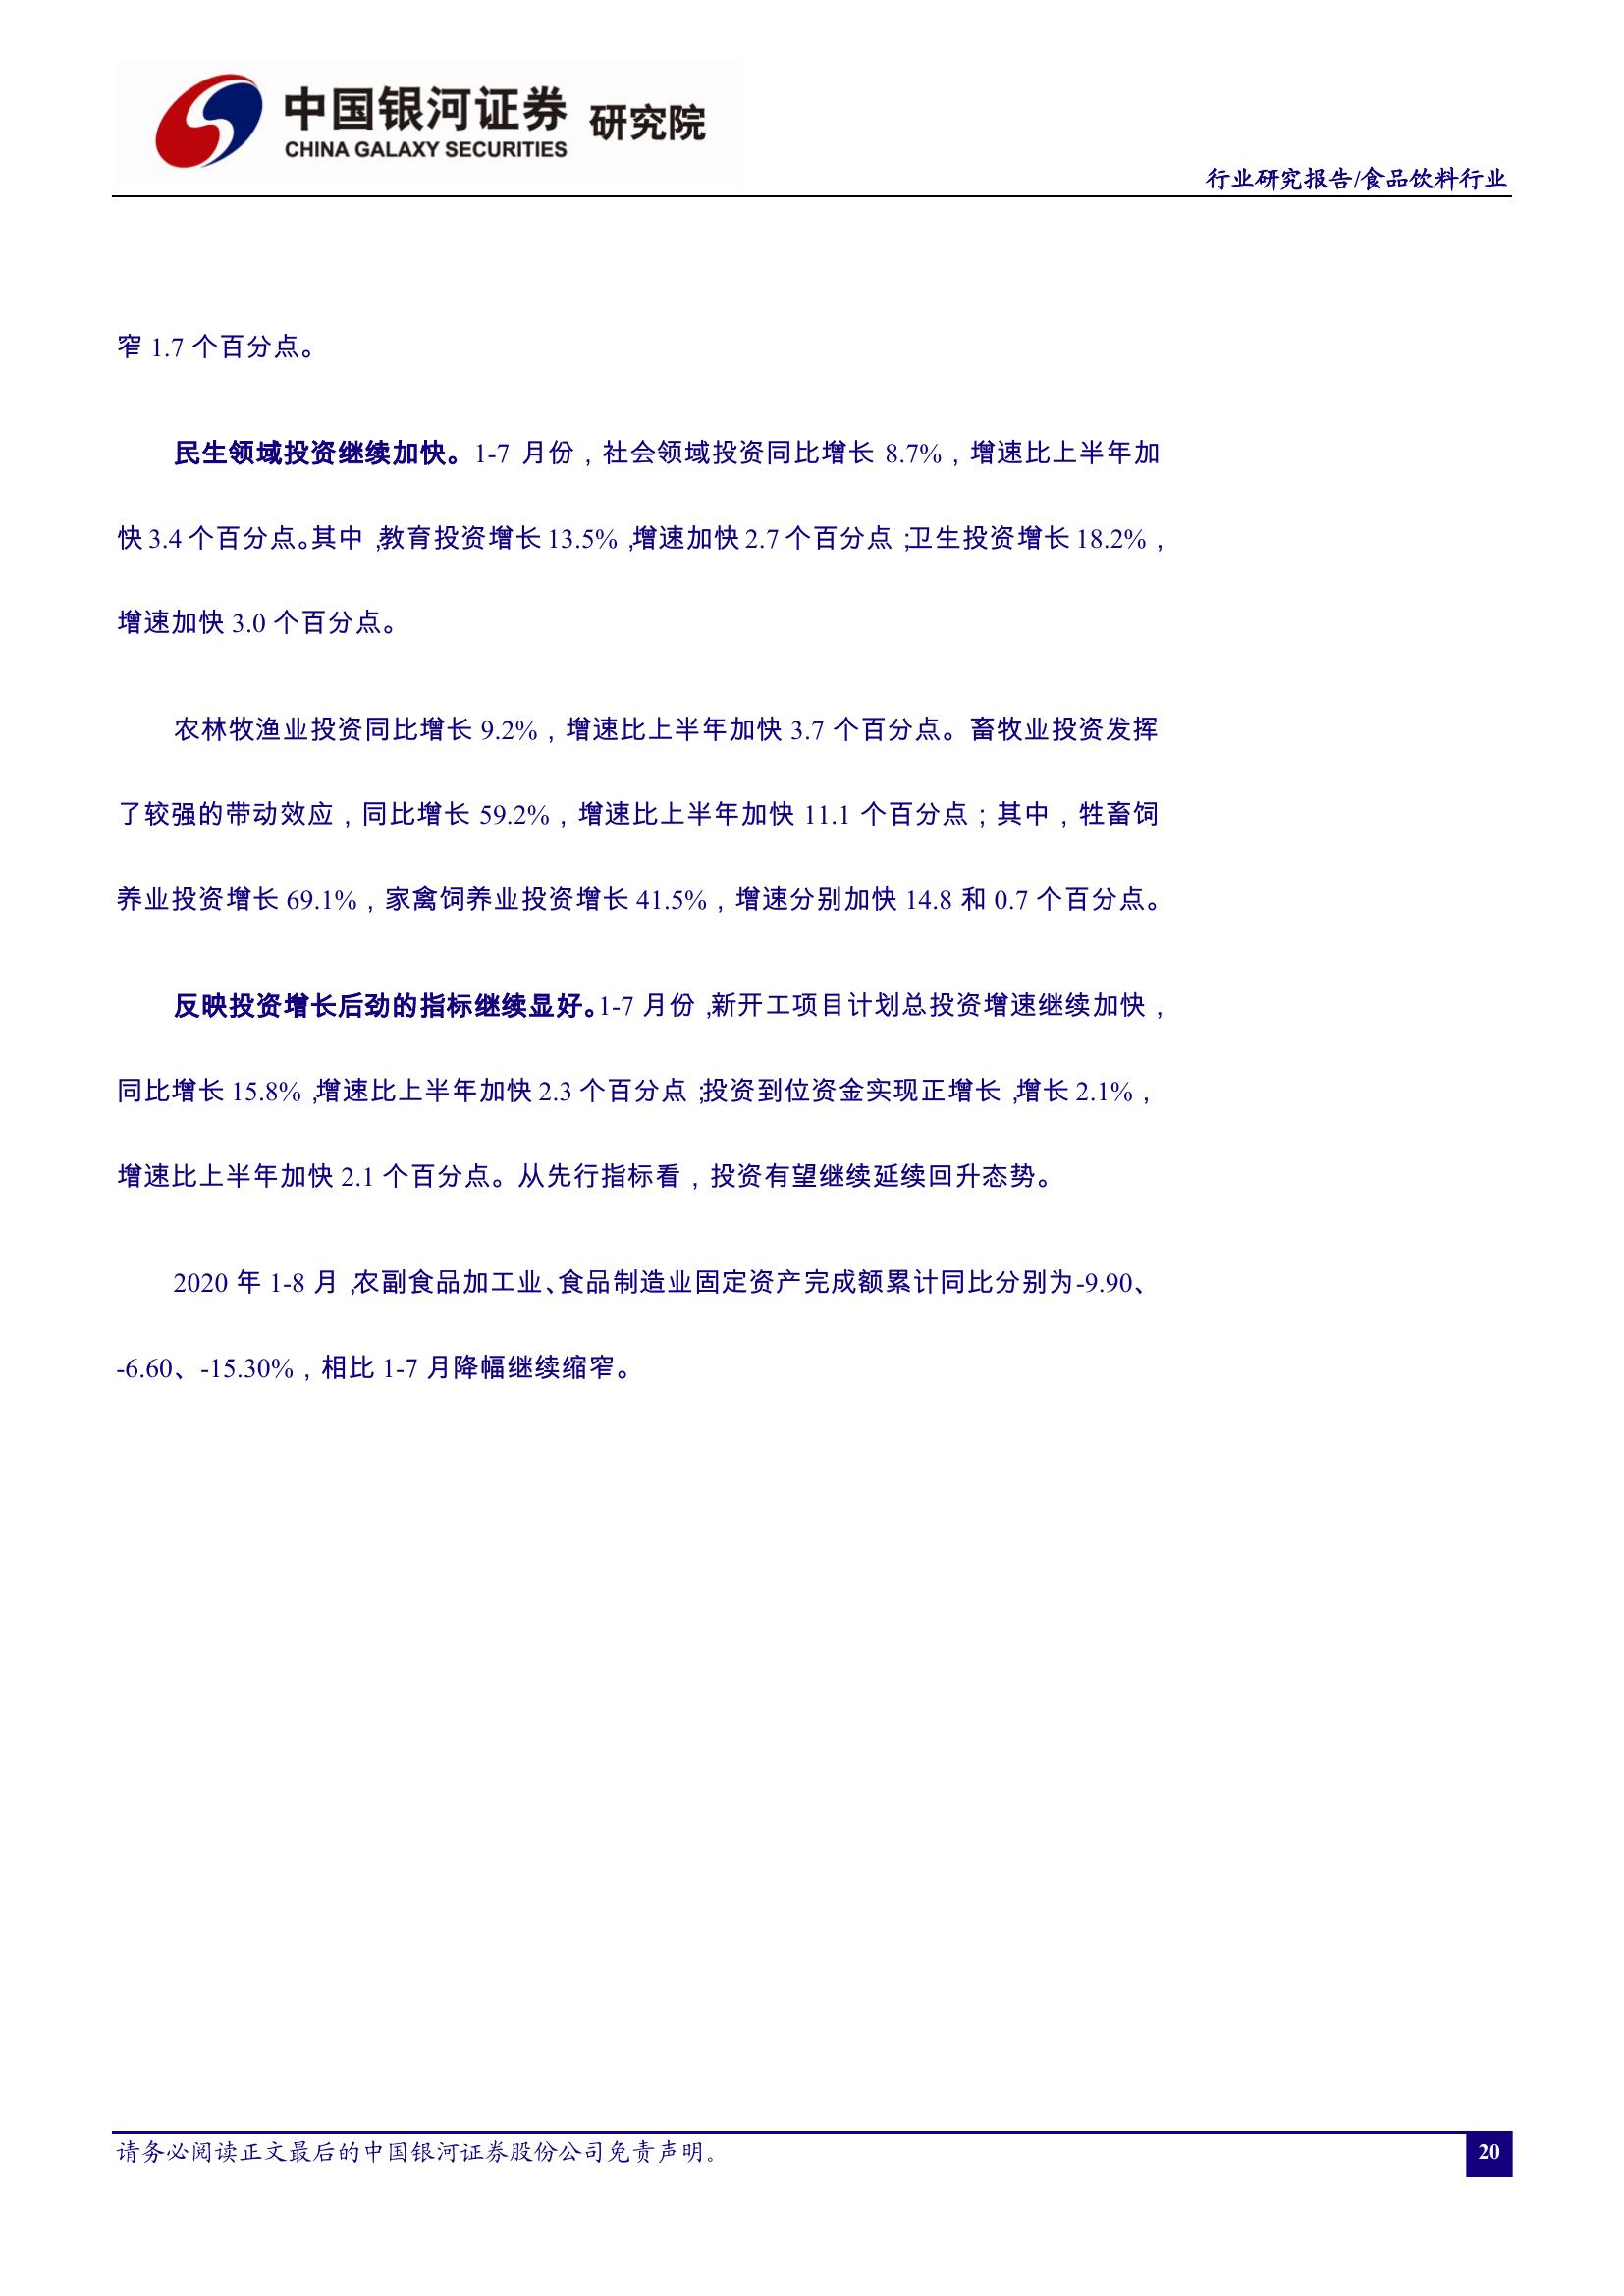 中国银河证券 研究院
CHINA GALAXY SECURITIES
行业研究报告/食品饮料行业
窄 1.7 个百分点。
民生领域投资继续加快。1-7 月份，社会领域投资同比增长 8.7%，增速比上半年加
快 3.4 个百分点。其中，教育投资增长 13.5%，增速加快 2.7 个百分点；卫生投资增长 18.2%，
增速加快 3.0 个百分点。
农林牧渔业投资同比增长 9.2%，增速比上半年加快 3.7 个百分点。畜牧业投资发挥
了较强的带动效应，同比增长 59.2%，增速比上半年加快 11.1 个百分点；其中，牲畜饲
养业投资增长 69.1%，家禽饲养业投资增长 41.5%，增速分别加快 14.8 和 0.7 个百分点。
反映投资增长后劲的指标继续显好。1-7 月份，新开工项目计划总投资增速继续加快，
同比增长 15.8%，增速比上半年加快 2.3 个百分点；投资到位资金实现正增长，增长 2.1%，
增速比上半年加快 2.1 个百分点。从先行指标看，投资有望继续延续回升态势。
2020 年 1-8 月，农副食品加工业、食品制造业固定资产完成额累计同比分别为-9.90、
-6.60、-15.30%，相比 1-7 月降幅继续缩窄。
请务必阅读正文最后的中国银河证券股份公司免责声明。
20